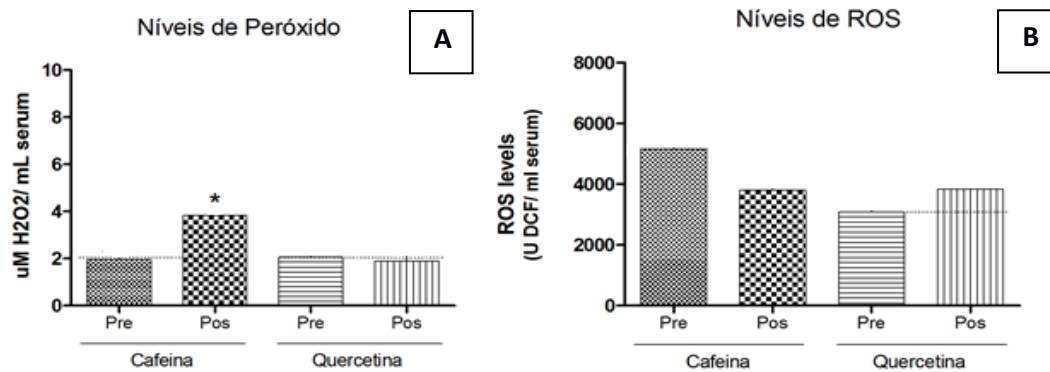 Níveis de Peróxido
A
10
8
6
4
2
0
uM H2O2/ mL serum
*
Pre
Pos
Pre
Pos
Cafeina
Quercetina
Níveis de ROS
B
8000
6000
4000
2000
0
ROS levels
(U DCF/ ml serum)
Pre
Pos
Pre
Pos
Cafeina
Quercetina